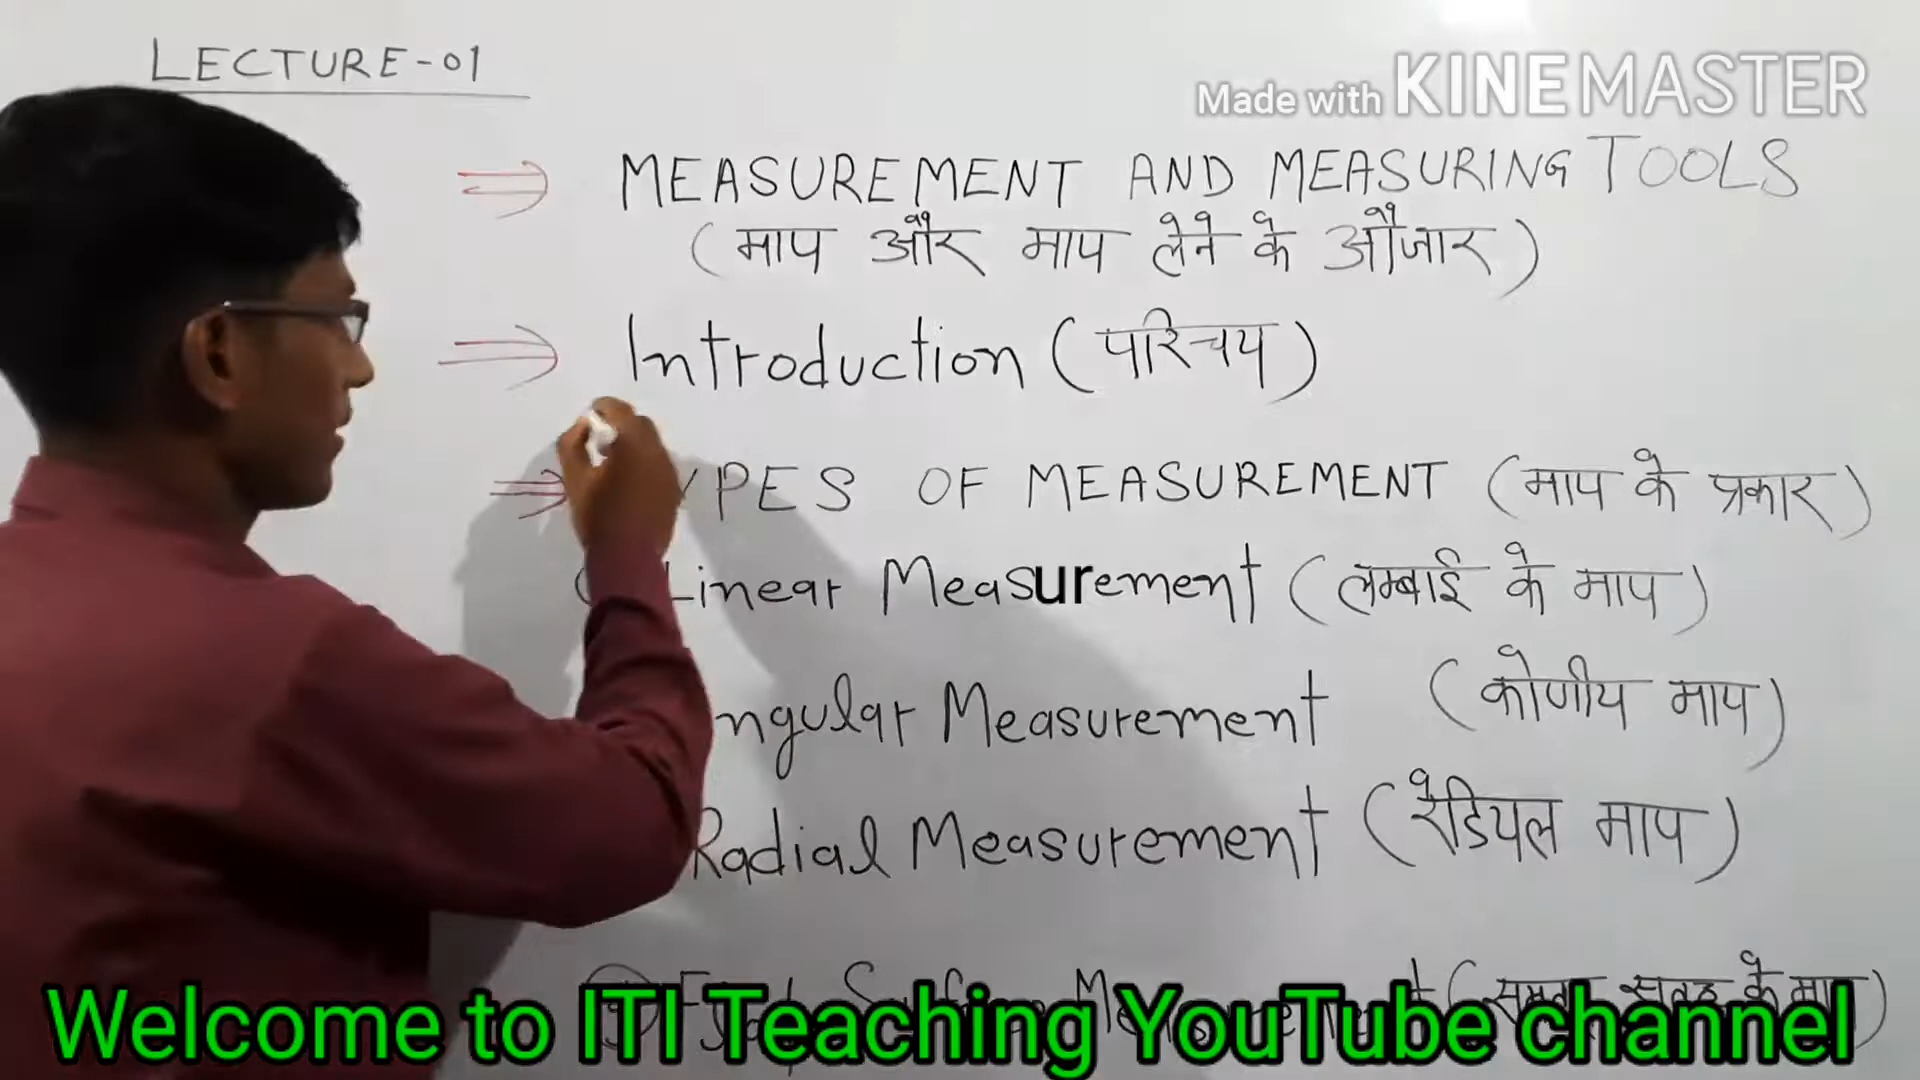 LECTURE-01
Made with KINEMASTER
⇒ MEASUREMENT AND MEASURING TOOLS
(माप और माप लेने के औजार)
⇒ Introduction (परिचय)
⇒ YPES OF MEASUREMENT (माप के प्रकार)
Linear Measurement (लम्बाई के माप)
ngular Measurement (कोणीय माप)
Radial Measurement (रेडियल माप)
के माप)
Welcome to ITI Teaching YouTube channel